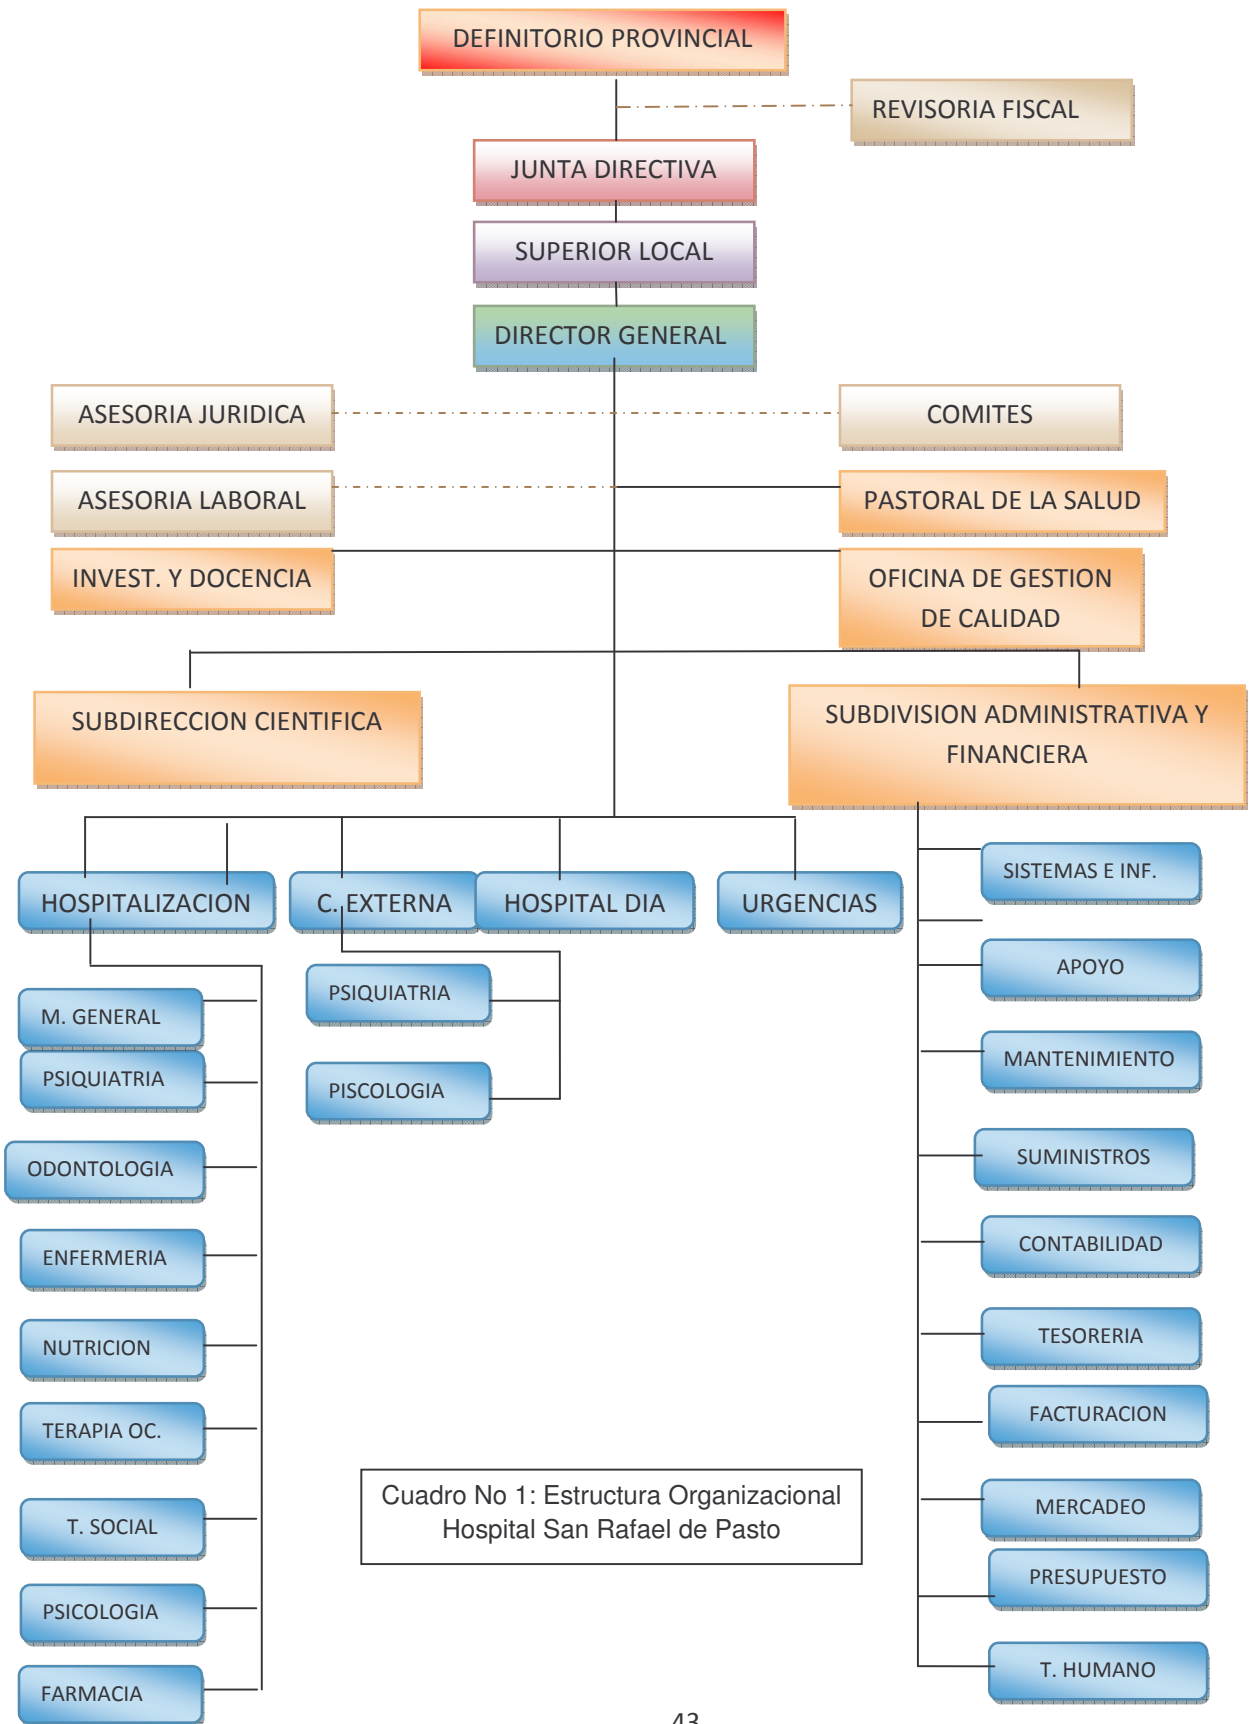 DEFINITORIO PROVINCIAL
REVISORIA FISCAL
JUNTA DIRECTIVA
SUPERIOR LOCAL
DIRECTOR GENERAL
ASESORIA JURIDICA
COMITES
ASESORIA LABORAL
PASTORAL DE LA SALUD
INVEST. Y DOCENCIA
OFICINA DE GESTION
DE CALIDAD
SUBDIRECCION CIENTIFICA
SUBDIVISION ADMINISTRATIVA Y
FINANCIERA
HOSPITALIZACION
C. EXTERNA
HOSPITAL DIA
URGENCIAS
M. GENERAL
PSIQUIATRIA
ODONTOLOGIA
ENFERMERIA
NUTRICION
TERAPIA OC.
T. SOCIAL
PSICOLOGIA
FARMACIA
PSIQUIATRIA
PISCOLOGIA
SISTEMAS E INF.
APOYO
MANTENIMIENTO
SUMINISTROS
CONTABILIDAD
TESORERIA
FACTURACION
MERCADEO
PRESUPUESTO
T. HUMANO
Cuadro No 1: Estructura Organizacional
Hospital San Rafael de Pasto
43